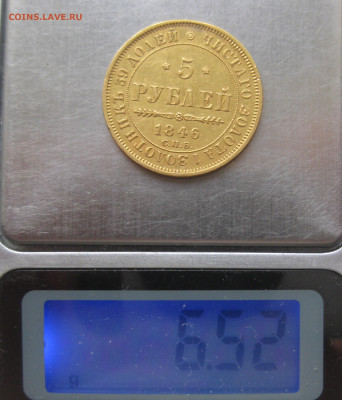 COINS.LAVE.RU
ЧИСТАГО ЗОЛОТА 1 ЗОЛОТНИКЪ 39 ДОЛЕЙ
5
РУБЛЕЙ
1846
С.П.Б.
6.52
g